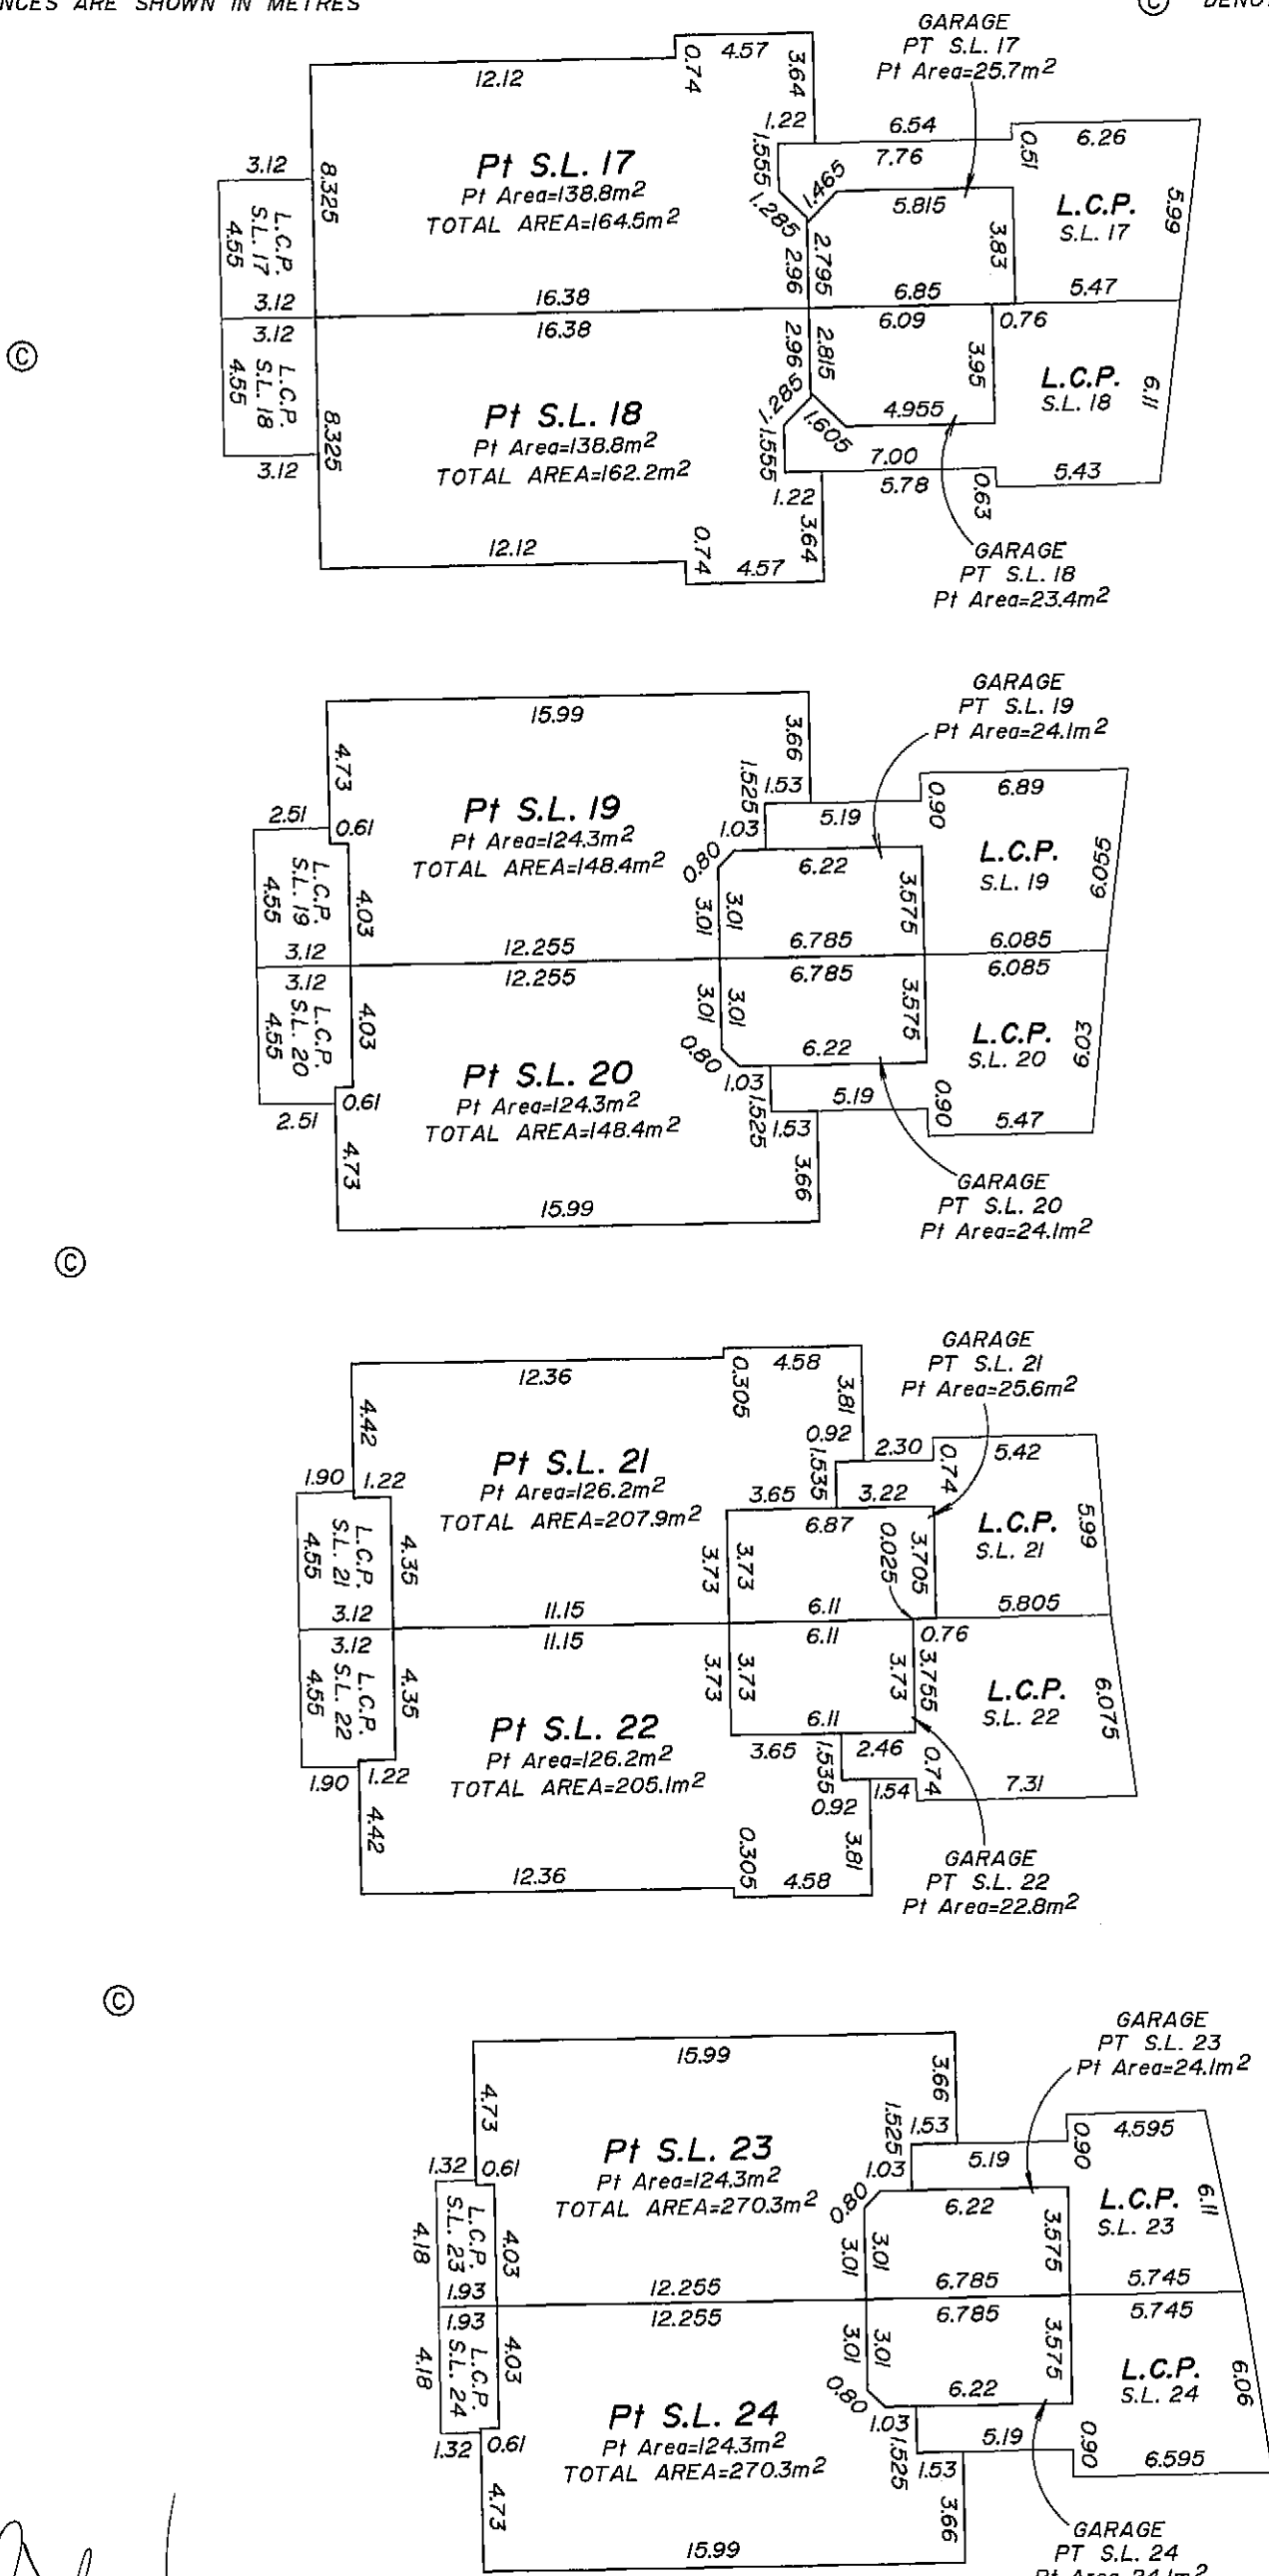 NCES ARE SHOWN IN METRES
Ⓒ DENO
GARAGE
PT S.L. 17
Pt Area=25.7m2
12.12
0.74
4.57
3.64
1.22
6.54
7.76
0.51
6.26
3.12
8.325
Pt S.L. 17
Pt Area=138.8m2
TOTAL AREA=164.5m2
1.555
1.465
1.285
5.815
L.C.P.
S.L. 17
5.99
L.C.P.
S.L. 17
4.55
2.96
2.795
3.83
3.12
16.38
6.85
5.47
Ⓒ
3.12
16.38
6.09
0.76
L.C.P.
S.L. 18
4.55
8.325
2.96
2.815
3.95
L.C.P.
S.L. 18
6.11
Pt S.L. 18
Pt Area=138.8m2
TOTAL AREA=162.2m2
1.285
1.605
4.955
1.555
7.00
3.12
1.22
5.78
0.63
5.43
12.12
0.74
4.57
3.64
GARAGE
PT S.L. 18
Pt Area=23.4m2
GARAGE
PT S.L. 19
Pt Area=24.1m2
15.99
3.66
4.73
1.525
1.53
5.19
0.90
6.89
2.51
0.61
Pt S.L. 19
Pt Area=124.3m2
TOTAL AREA=148.4m2
1.03
0.80
6.22
L.C.P.
S.L. 19
6.055
L.C.P.
S.L. 19
4.55
4.03
3.01
3.01
3.575
3.12
12.255
6.785
6.085
3.12
12.255
6.785
6.085
L.C.P.
S.L. 20
4.55
4.03
3.01
3.01
3.575
L.C.P.
S.L. 20
6.03
Pt S.L. 20
Pt Area=124.3m2
TOTAL AREA=148.4m2
0.80
6.22
1.03
2.51
0.61
1.525
1.53
5.19
0.90
5.47
4.73
3.66
15.99
GARAGE
PT S.L. 20
Pt Area=24.1m2
Ⓒ
GARAGE
PT S.L. 21
Pt Area=25.6m2
12.36
0.305
4.58
3.81
4.42
0.92
2.30
0.74
5.42
1.90
1.22
Pt S.L. 21
Pt Area=126.2m2
TOTAL AREA=207.9m2
3.65
1.535
3.22
6.87
L.C.P.
S.L. 21
5.99
L.C.P.
S.L. 21
4.55
4.35
3.73
3.73
0.025
3.705
3.12
11.15
6.11
5.805
3.12
11.15
6.11
0.76
L.C.P.
S.L. 22
4.55
4.35
3.73
3.73
3.73
3.755
L.C.P.
S.L. 22
6.075
Pt S.L. 22
Pt Area=126.2m2
TOTAL AREA=205.1m2
6.11
3.65
1.535
2.46
1.90
1.22
0.92
1.54
0.74
7.31
4.42
3.81
12.36
0.305
4.58
GARAGE
PT S.L. 22
Pt Area=22.8m2
Ⓒ
GARAGE
PT S.L. 23
Pt Area=24.1m2
15.99
3.66
4.73
1.525
1.53
5.19
0.90
4.595
1.32
0.61
Pt S.L. 23
Pt Area=124.3m2
TOTAL AREA=270.3m2
1.03
0.80
6.22
L.C.P.
S.L. 23
6.11
L.C.P.
S.L. 23
4.18
4.03
3.01
3.01
3.575
1.93
12.255
6.785
5.745
1.93
12.255
6.785
5.745
L.C.P.
S.L. 24
4.18
4.03
3.01
3.01
3.575
L.C.P.
S.L. 24
6.06
Pt S.L. 24
Pt Area=124.3m2
TOTAL AREA=270.3m2
0.80
6.22
1.03
1.32
0.61
1.525
1.53
5.19
0.90
6.595
4.73
3.66
15.99
GARAGE
PT S.L. 24
Pt Area=24.1m2